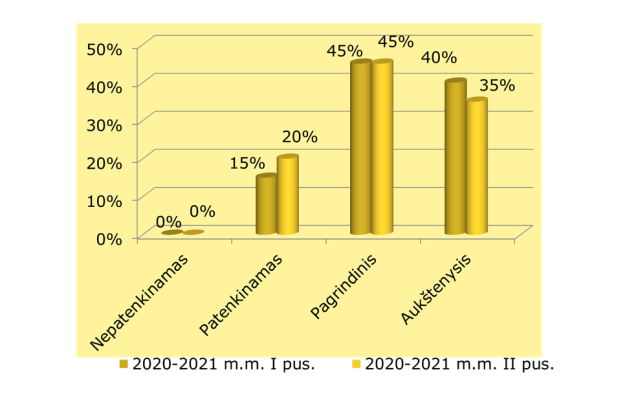 50%
40%
30%
20%
10%
0%
0%
0%
15%
20%
45%
45%
40%
35%
Nepatenkinamas
Patenkinamas
Pagrindinis
Aukštenysis
2020-2021 m.m. I pus.
2020-2021 m.m. II pus.